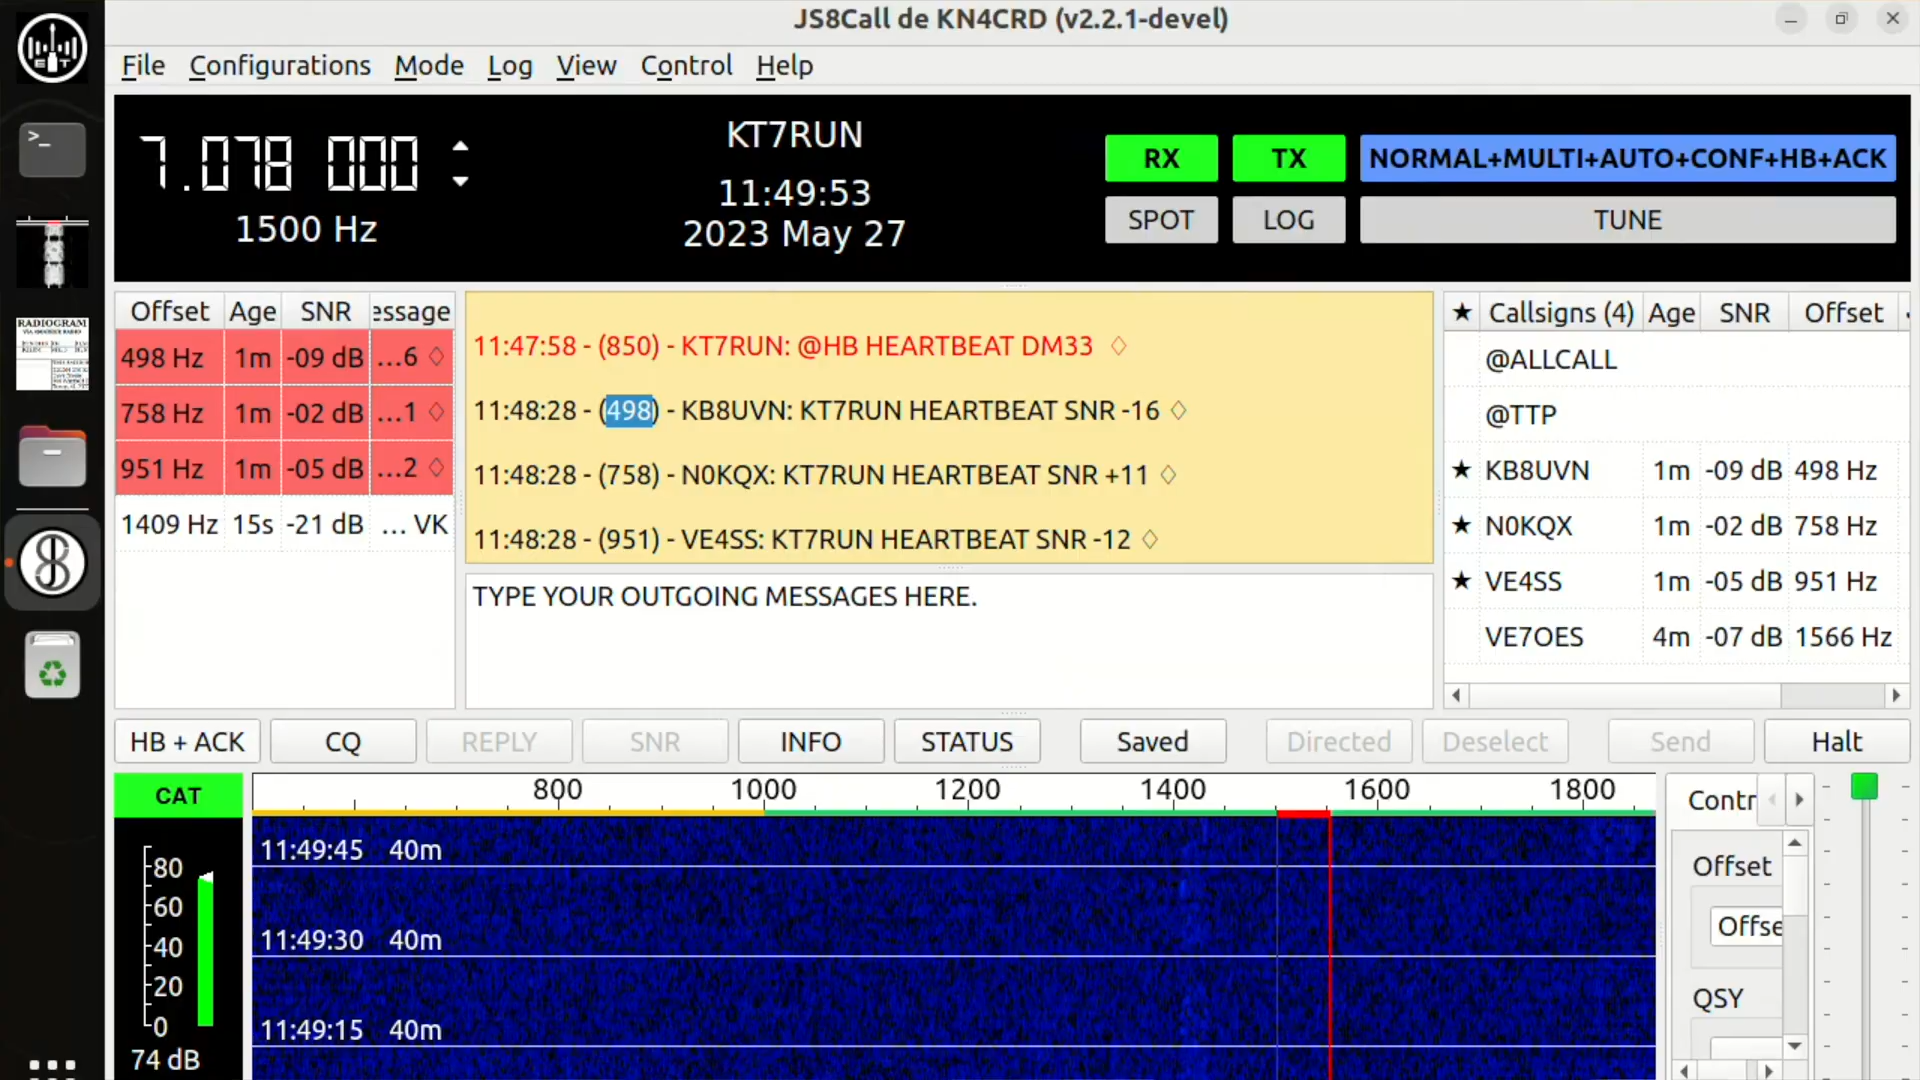 JS8Call de KN4CRD (v2.2.1-devel)
File Configurations Mode Log View Control Help
7.078 000
1500 Hz
KT7RUN
11:49:53
2023 May 27
RX TX NORMAL+MULTI+AUTO+CONF+HB+ACK
SPOT LOG TUNE
Offset Age SNR essage
498 Hz 1m -09 dB ...6 ♢
758 Hz 1m -02 dB ...1 ♢
951 Hz 1m -05 dB ...2 ♢
1409 Hz 15s -21 dB ... VK
11:47:58 - (850) - KT7RUN: @HB HEARTBEAT DM33 ♢
11:48:28 - (498) - KB8UVN: KT7RUN HEARTBEAT SNR -16 ♢
11:48:28 - (758) - N0KQX: KT7RUN HEARTBEAT SNR +11 ♢
11:48:28 - (951) - VE4SS: KT7RUN HEARTBEAT SNR -12 ♢
TYPE YOUR OUTGOING MESSAGES HERE.
★ Callsigns (4) Age SNR Offset
@ALLCALL
@TTP
★ KB8UVN 1m -09 dB 498 Hz
★ N0KQX 1m -02 dB 758 Hz
★ VE4SS 1m -05 dB 951 Hz
VE7OES 4m -07 dB 1566 Hz
HB + ACK CQ REPLY SNR INFO STATUS Saved Directed Deselect Send Halt
CAT
80
60
40
20
0
74 dB
800 1000 1200 1400 1600 1800
11:49:45 40m
11:49:30 40m
11:49:15 40m
Contr
Offset
Offse
QSY
RADIOGRAM